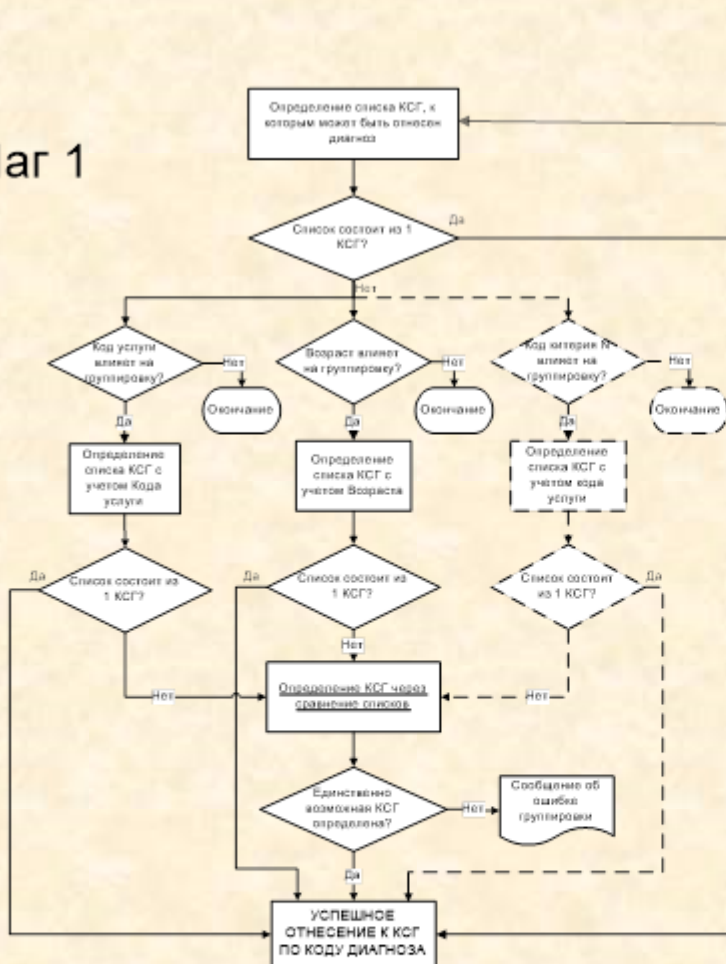 Определение списка КСГ, к
которым может быть отнесен
диагноз
аг 1
Список состоит из 1
КСГ?
Да
Нет
Код услуги
влияет на
группировку?
Нет
Возраст влияет
на группировку?
Нет
Код китерия N
влияет на
группировку?
Нет
Окончание
Окончание
Окончание
Да
Да
Да
Определение
списка КСГ с
учетом Кода
услуги
Определение
списка КСГ с
учетом Возраста
Определение
списка КСГ с
учетом кода
услуги
Да
Список состоит из
1 КСГ?
Да
Список состоит из
1 КСГ?
Список состоит
из 1 КСГ?
Да
Нет
Нет
Определение КСГ через
сравнение списков
Нет
Единственно
возможная КСГ
определена?
Нет
Сообщение об
ошибке
группировки
Да
УСПЕШНОЕ
ОТНЕСЕНИЕ К КСГ
ПО КОДУ ДИАГНОЗА